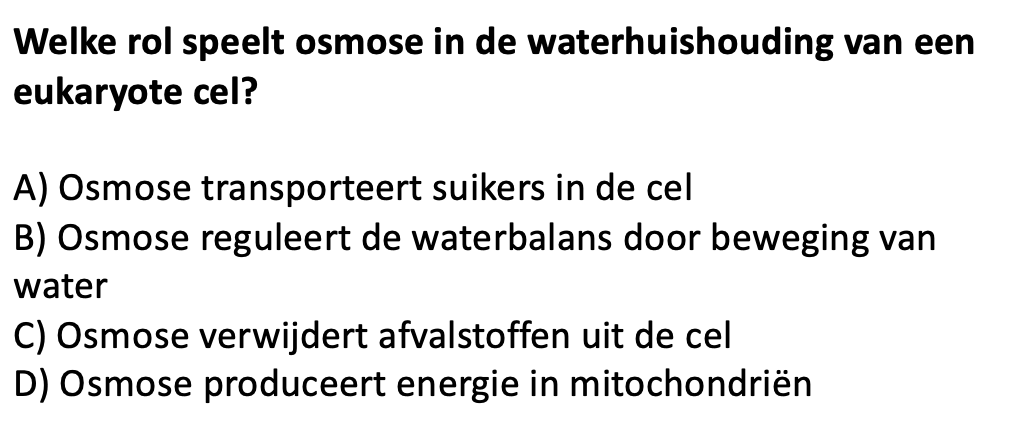 Welke rol speelt osmose in de waterhuishouding van een
eukaryote cel?
A) Osmose transporteert suikers in de cel
B) Osmose reguleert de waterbalans door beweging van
water
C) Osmose verwijdert afvalstoffen uit de cel
D) Osmose produceert energie in mitochondriën